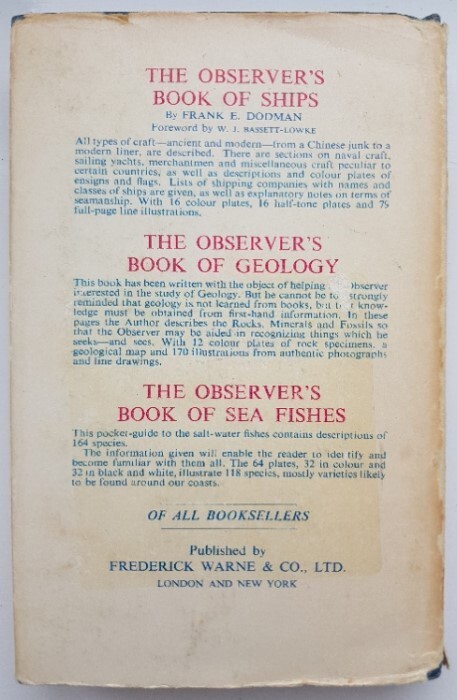 THE OBSERVER'S
BOOK OF SHIPS
By FRANK E. DODMAN
Foreword by W. J. BASSETT-LOWKE
All types of craft—ancient and modern—from a Chinese junk to a
modern liner, are described. There are sections on naval craft,
sailing yachts, merchantmen and miscellaneous craft peculiar to
certain countries, as well as descriptions and colour plates of
ensigns and flags. Lists of shipping companies with names and
classes of ships are given, as well as explanatory notes on terms of
seamanship. With 16 colour plates, 16 half-tone plates and 79
full-page line illustrations.
THE OBSERVER'S
BOOK OF GEOLOGY
This book has been written with the object of helping Observer
interested in the study of Geology. But he cannot be to strongly
reminded that geology is not learned from books, but know-
ledge must be obtained from first-hand information. In these
pages the Author describes the Rocks, Minerals and Fossils so
that the Observer may be aided in recognizing things which he
seeks—and sees. With 12 colour plates of rock specimens, a
geological map and 170 illustrations from authentic photographs
and line drawings.
THE OBSERVER'S
BOOK OF SEA FISHES
This pocket-guide to the salt-water fishes contains descriptions of
164 species.
The information given will enable the reader to identify and
become familiar with them all. The 64 plates, 32 in colour and
32 in black and white, illustrate 118 species, mostly varieties likely
to be found around our coasts.
OF ALL BOOKSELLERS
Published by
FREDERICK WARNE & CO., LTD.
LONDON AND NEW YORK